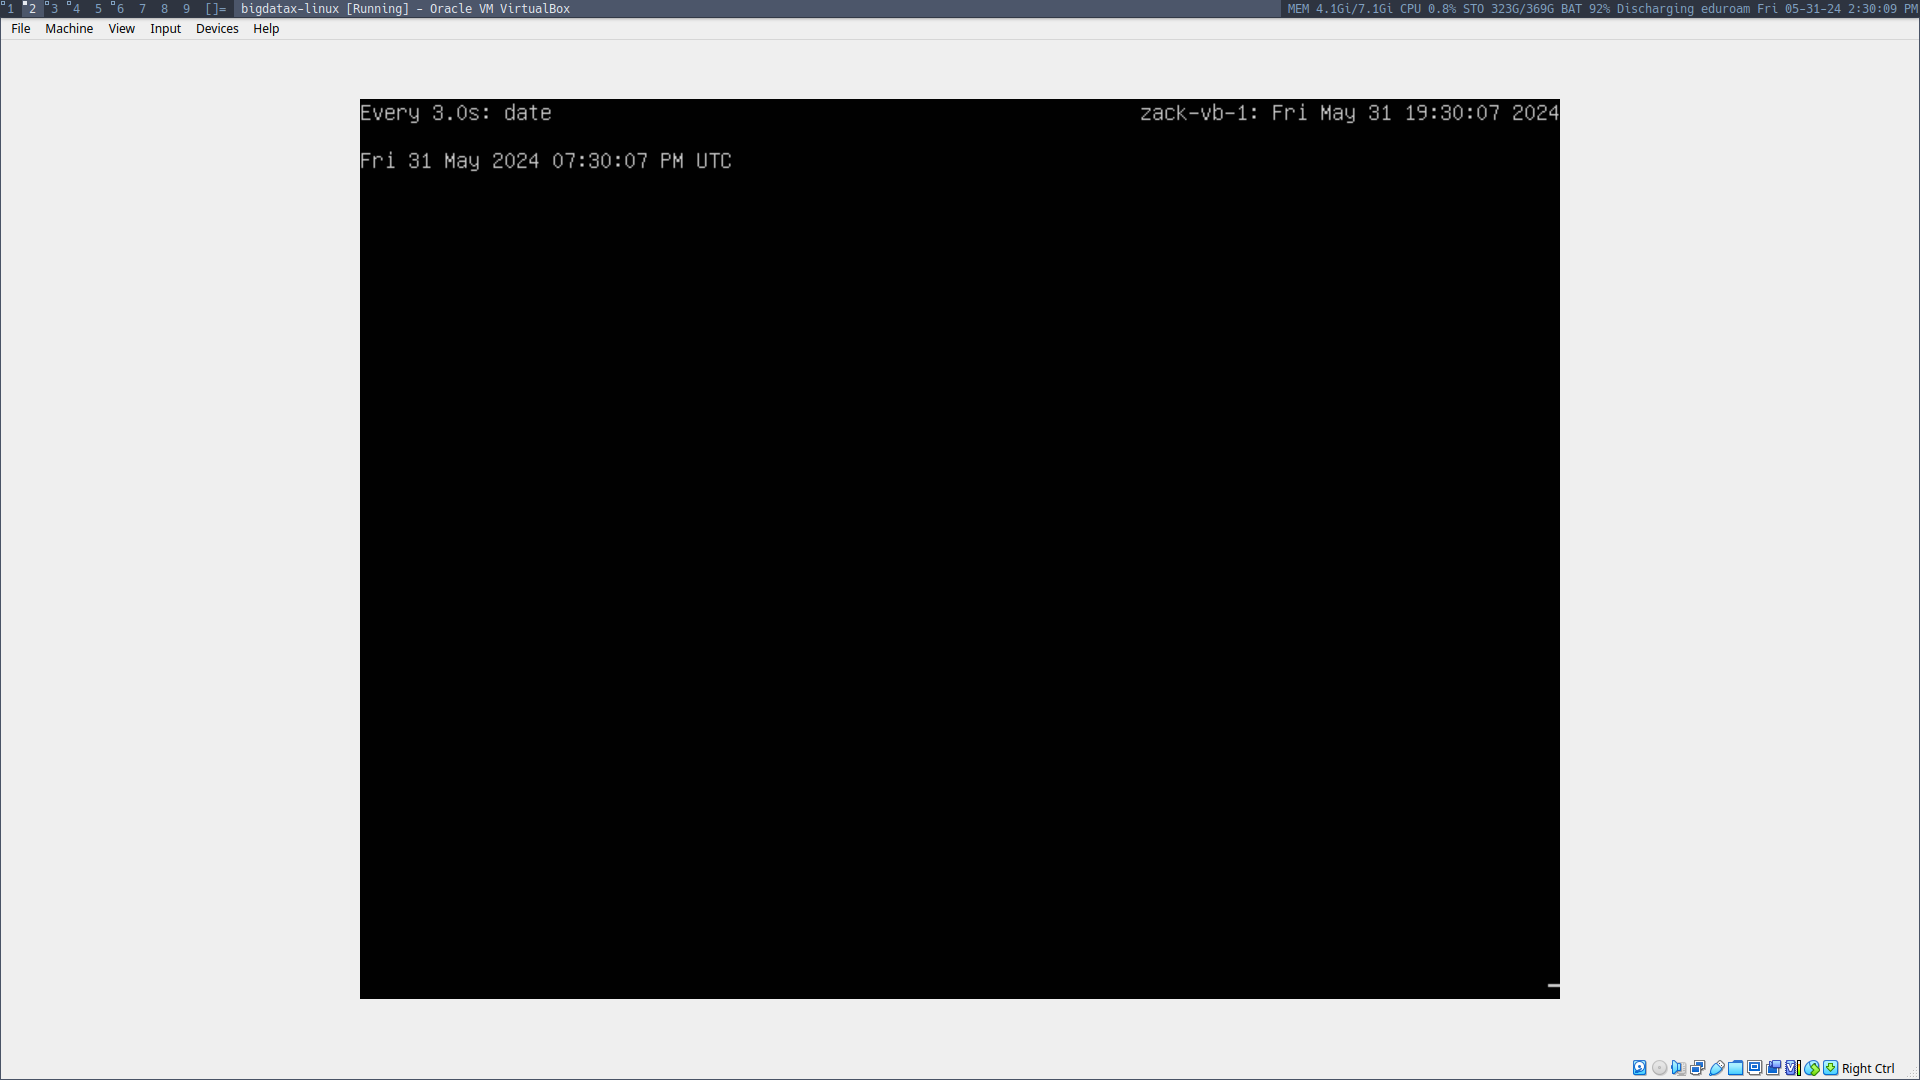 1 2 3 4 5 6 7 8 9 []= bigdatax-linux [Running] - Oracle VM VirtualBox MEM 4.1Gi/7.1Gi CPU 0.8% STO 323G/369G BAT 92% Discharging eduroam Fri 05-31-24 2:30:09 PM
File Machine View Input Devices Help
Every 3.0s: date zack-vb-1: Fri May 31 19:30:07 2024
Fri 31 May 2024 07:30:07 PM UTC
Right Ctrl